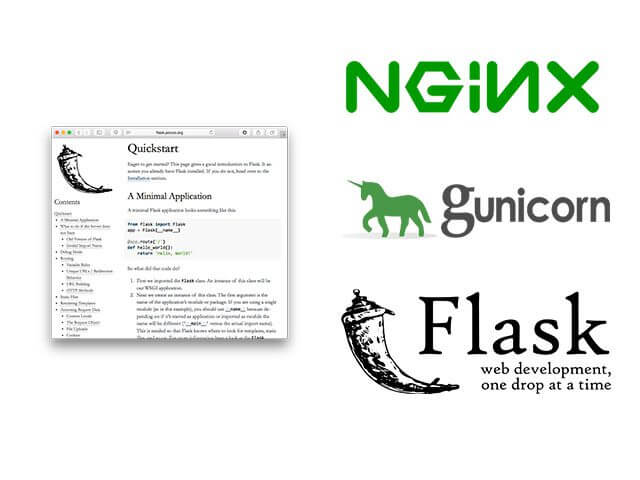 flask.pocoo.org
Quickstart
Eager to get started? This page gives a good introduction to Flask. It as-
sumes you already have Flask installed. If you do not, head over to the
Installation section.
Contents
Quickstart
A Minimal Application
What to do if the Server does
not Start
Old Version of Flask
Invalid Import Name
Debug Mode
Routing
Variable Rules
Unique URLs / Redirection
Behavior
URL Building
HTTP Methods
Static Files
Rendering Templates
Accessing Request Data
Context Locals
The Request Object
File Uploads
Cookies
A Minimal Application
A minimal Flask application looks something like this:
from flask import Flask
app = Flask(__name__)
@app.route('/')
def hello_world():
return 'Hello, World!'
So what did that code do?
1. First we imported the Flask class. An instance of this class will be
our WSGI application.
2. Next we create an instance of this class. The first argument is the
name of the application's module or package. If you are using a single
module (as in this example), you should use __name__ because de-
pending on if it's started as application or imported as module the
name will be different ('__main__' versus the actual import name).
This is needed so that Flask knows where to look for templates, static
NGINX
gunicorn
Flask
web development,
one drop at a time